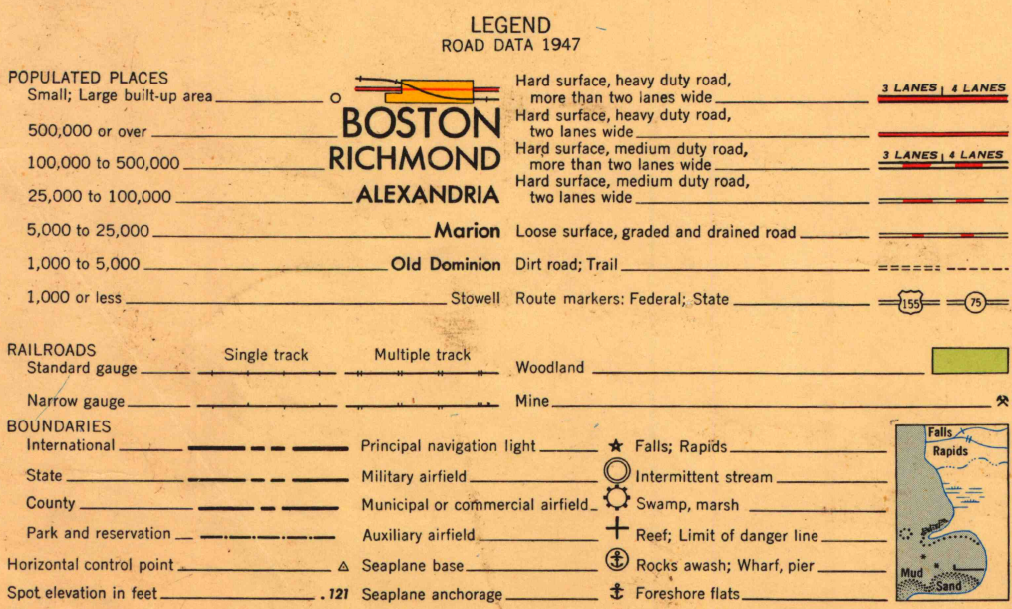 LEGEND
ROAD DATA 1947
POPULATED PLACES
Small; Large built-up area
500,000 or over BOSTON
100,000 to 500,000 RICHMOND
25,000 to 100,000 ALEXANDRIA
5,000 to 25,000 Marion
1,000 to 5,000 Old Dominion
1,000 or less Stowell
Hard surface, heavy duty road,
more than two lanes wide 3 LANES 4 LANES
Hard surface, heavy duty road,
two lanes wide
Hard surface, medium duty road,
more than two lanes wide 3 LANES 4 LANES
Hard surface, medium duty road,
two lanes wide
Loose surface, graded and drained road
Dirt road; Trail
Route markers: Federal; State 155 75
RAILROADS
Single track Multiple track
Standard gauge
Narrow gauge
Woodland
Mine
BOUNDARIES
International
State
County
Park and reservation
Horizontal control point
Spot elevation in feet .121
Principal navigation light
Military airfield
Municipal or commercial airfield
Auxiliary airfield
Seaplane base
Seaplane anchorage
Falls; Rapids
Intermittent stream
Swamp, marsh
Reef; Limit of danger line
Rocks awash; Wharf, pier
Foreshore flats
Falls
Rapids
Mud
Sand